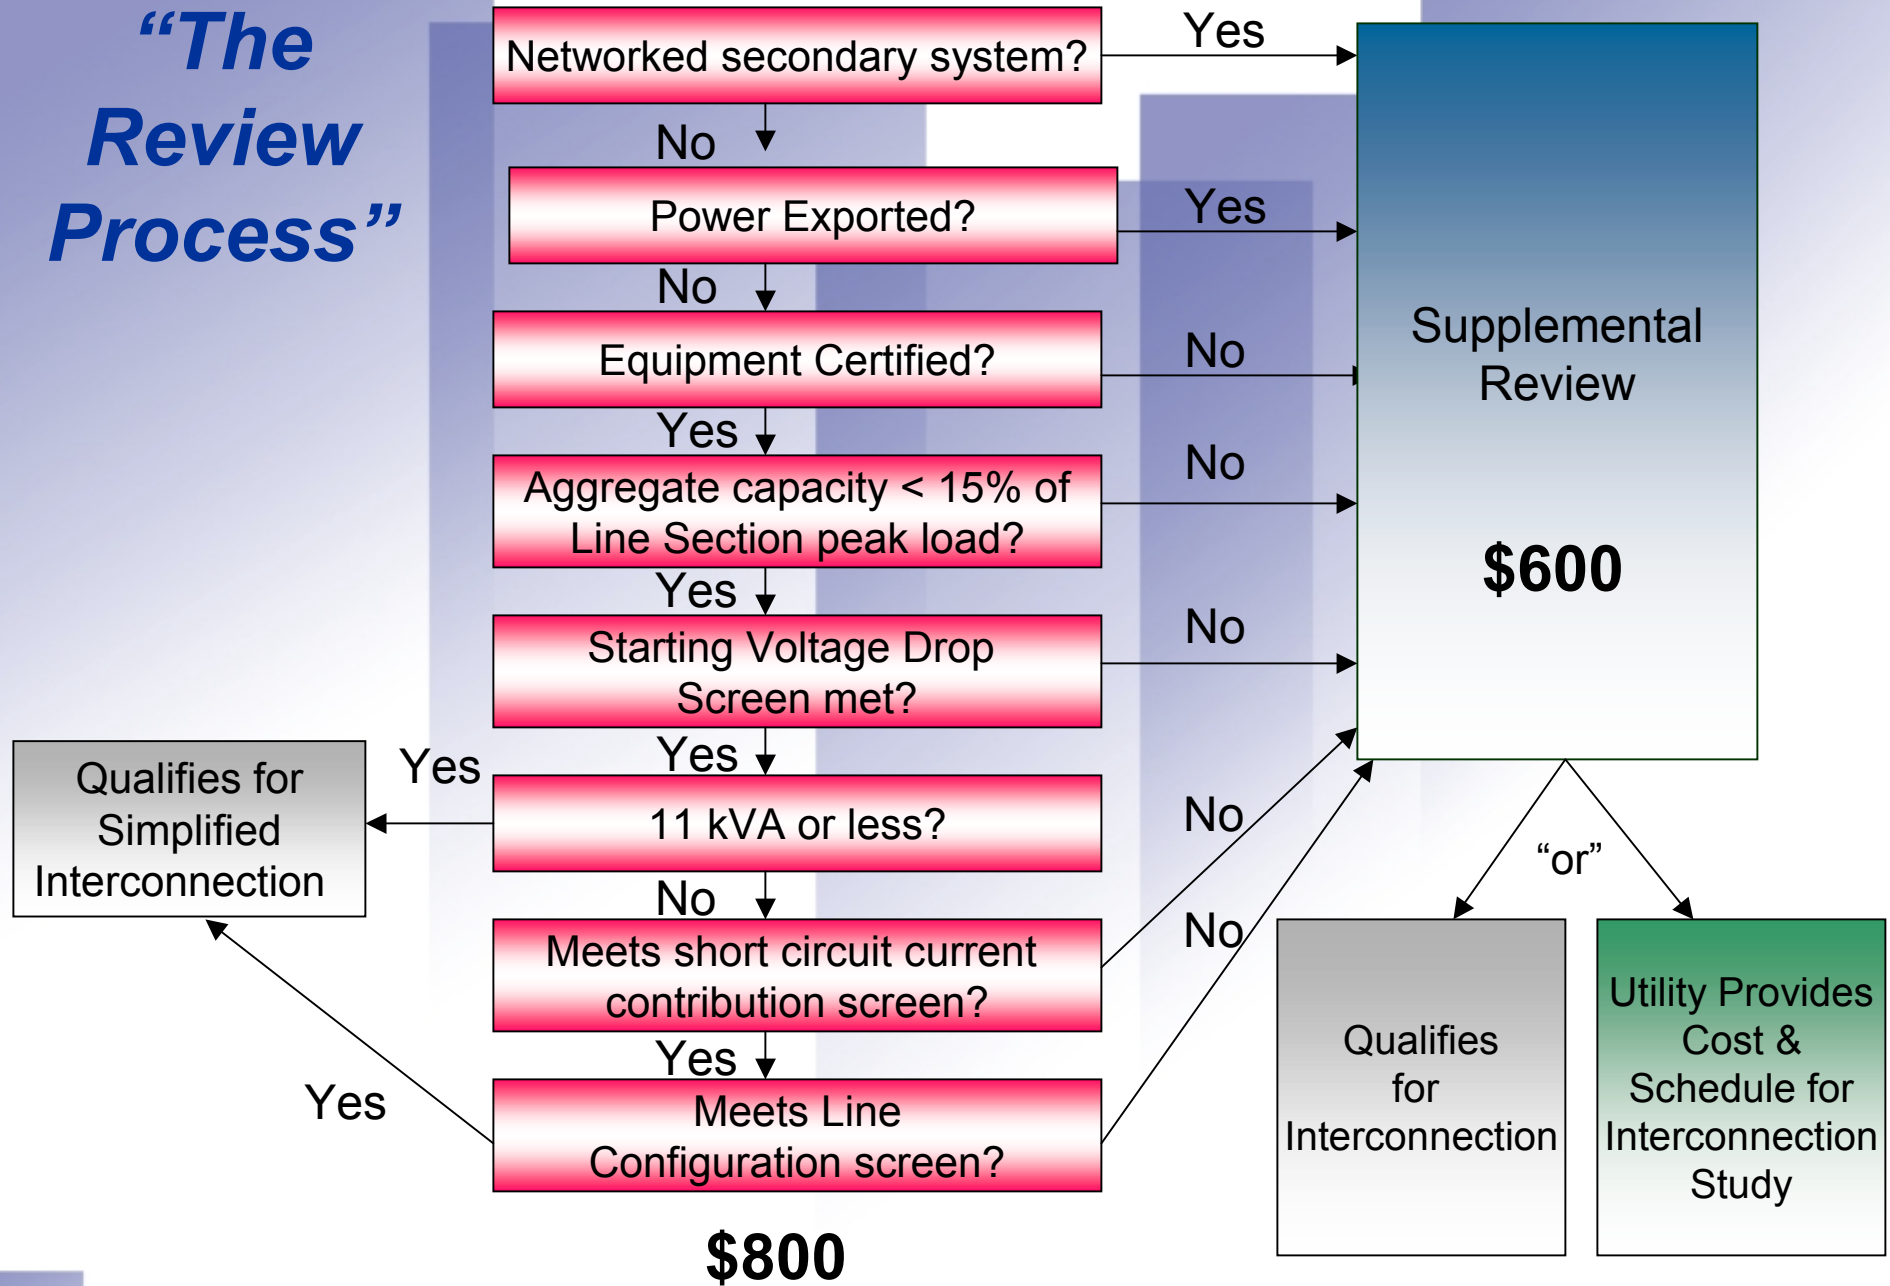 “The
Review
Process”
Networked secondary system?
Yes
No
Power Exported?
Yes
No
Equipment Certified?
No
Yes
Aggregate capacity < 15% of
Line Section peak load?
No
Yes
Starting Voltage Drop
Screen met?
No
Yes
11 kVA or less?
Yes
Qualifies for
Simplified
Interconnection
No
Meets short circuit current
contribution screen?
No
Yes
Meets Line
Configuration screen?
No
Yes
$800
Supplemental
Review
$600
“or”
Qualifies
for
Interconnection
Utility Provides
Cost &
Schedule for
Interconnection
Study